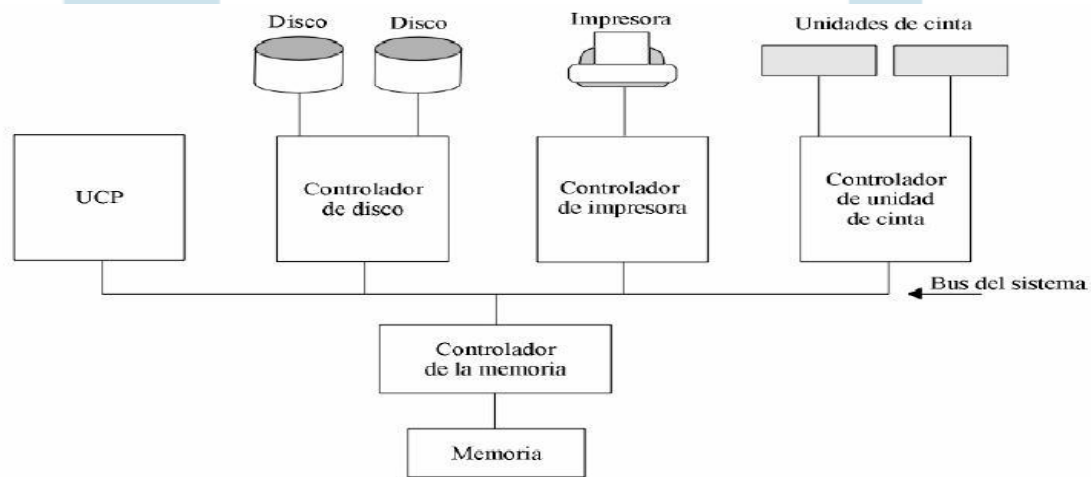 Disco
Disco
Impresora
Unidades de cinta
UCP
Controlador
de disco
Controlador
de impresora
Controlador
de unidad
de cinta
Bus del sistema
Controlador
de la memoria
Memoria